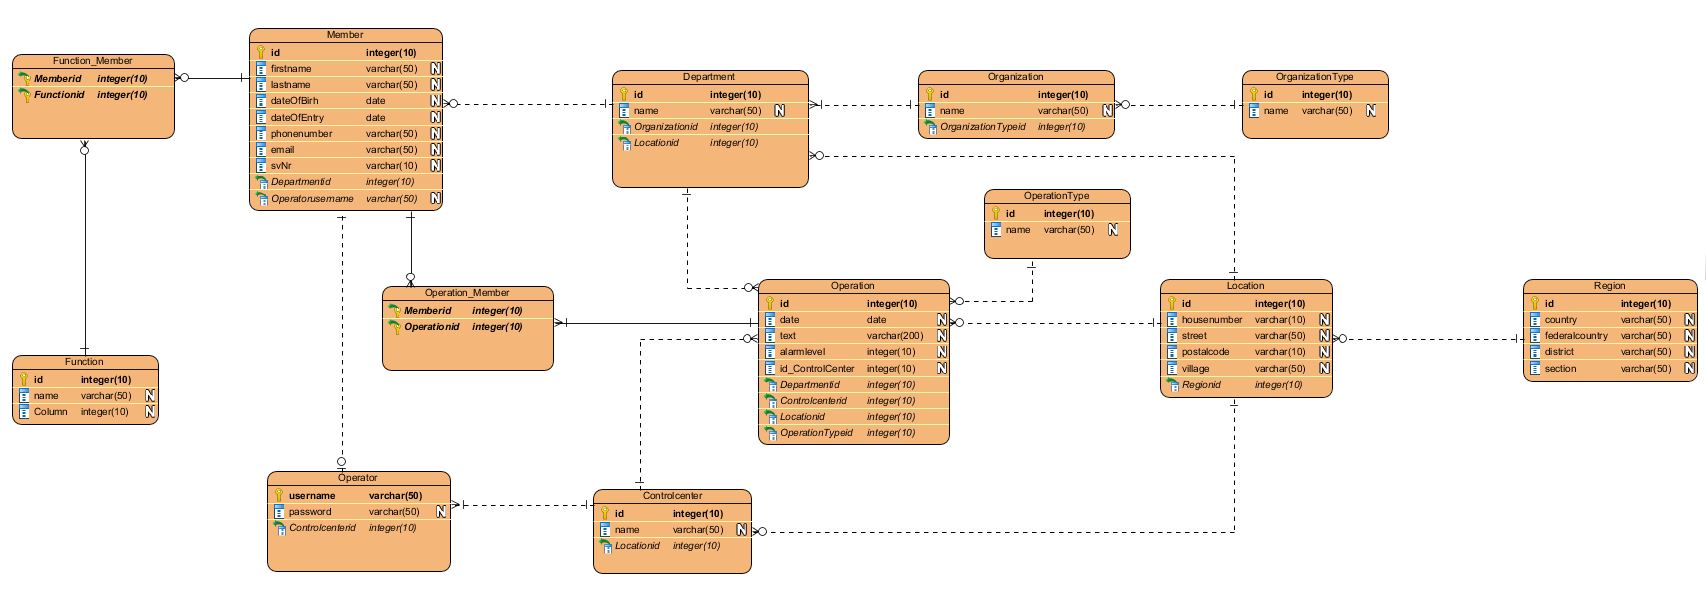 Function_Member
Memberid integer(10)
Functionid integer(10)
Member
id integer(10)
firstname varchar(50) N
lastname varchar(50) N
dateOfBirh date N
dateOfEntry date N
phonenumber varchar(50) N
email varchar(50) N
svNr varchar(10) N
Departmentid integer(10)
Operatorusername varchar(50) N
Department
id integer(10)
name varchar(50) N
Organizationid integer(10)
Locationid integer(10)
Organization
id integer(10)
name varchar(50) N
OrganizationTypeid integer(10)
OrganizationType
id integer(10)
name varchar(50) N
OperationType
id integer(10)
name varchar(50) N
Operation_Member
Memberid integer(10)
Operationid integer(10)
Operation
id integer(10)
date date N
text varchar(200) N
alarmlevel integer(10) N
id_ControlCenter integer(10) N
Departmentid integer(10)
Controlcenterid integer(10)
Locationid integer(10)
OperationTypeid integer(10)
Location
id integer(10)
housenumber varchar(10) N
street varchar(50) N
postalcode varchar(10) N
village varchar(50) N
Regionid integer(10)
Region
id integer(10)
country varchar(50) N
federalcountry varchar(50) N
district varchar(50) N
section varchar(50) N
Function
id integer(10)
name varchar(50) N
Column integer(10) N
Operator
username varchar(50)
password varchar(50) N
Controlcenterid integer(10)
Controlcenter
id integer(10)
name varchar(50) N
Locationid integer(10)